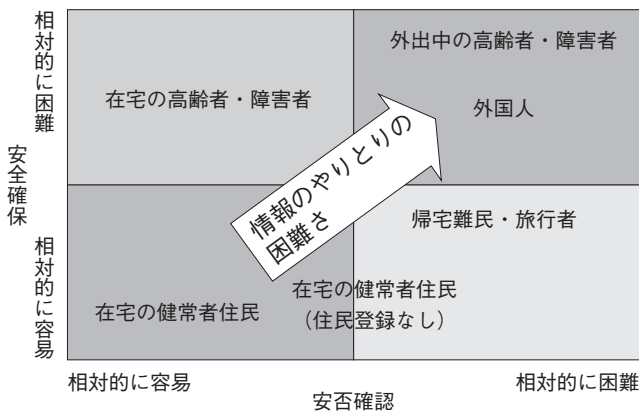 相対的に困難
安全確保
相対的に容易
外出中の高齢者・障害者
在宅の高齢者・障害者
外国人
情報のやりとりの
困難さ
帰宅難民・旅行者
在宅の健常者住民
在宅の健常者住民
（住民登録なし）
相対的に容易
相対的に困難
安否確認